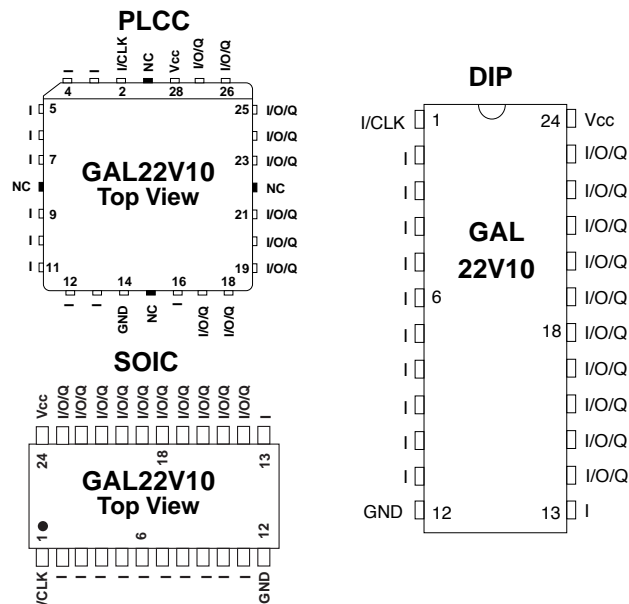 PLCC
I I I/CLK NC Vcc I/O/Q I/O/Q
4 2 28 26
I 5 25 I/O/Q
I I/O/Q
I 7 23 I/O/Q
GAL22V10
Top View
NC NC
I 9 21 I/O/Q
I I/O/Q
I 11 19 I/O/Q
12 14 16 18
I I GND NC I I/O/Q I/O/Q
SOIC
Vcc I/O/Q I/O/Q I/O/Q I/O/Q I/O/Q I/O/Q I/O/Q I/O/Q I/O/Q I/O/Q I
24 18 13
GAL22V10
Top View
1 6 12
/CLK I I I I I I I I I I GND
DIP
I/CLK 1 24 Vcc
I I/O/Q
I I/O/Q
I I/O/Q
GAL
22V10
I I/O/Q
I 6 I/O/Q
I 18 I/O/Q
I I/O/Q
I I/O/Q
I I/O/Q
I I/O/Q
GND 12 13 I